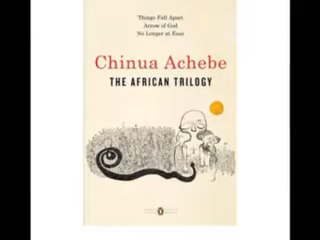 Things Fall Apart
Arrow of God
No Longer at Ease
Chinua Achebe
THE AFRICAN TRILOGY